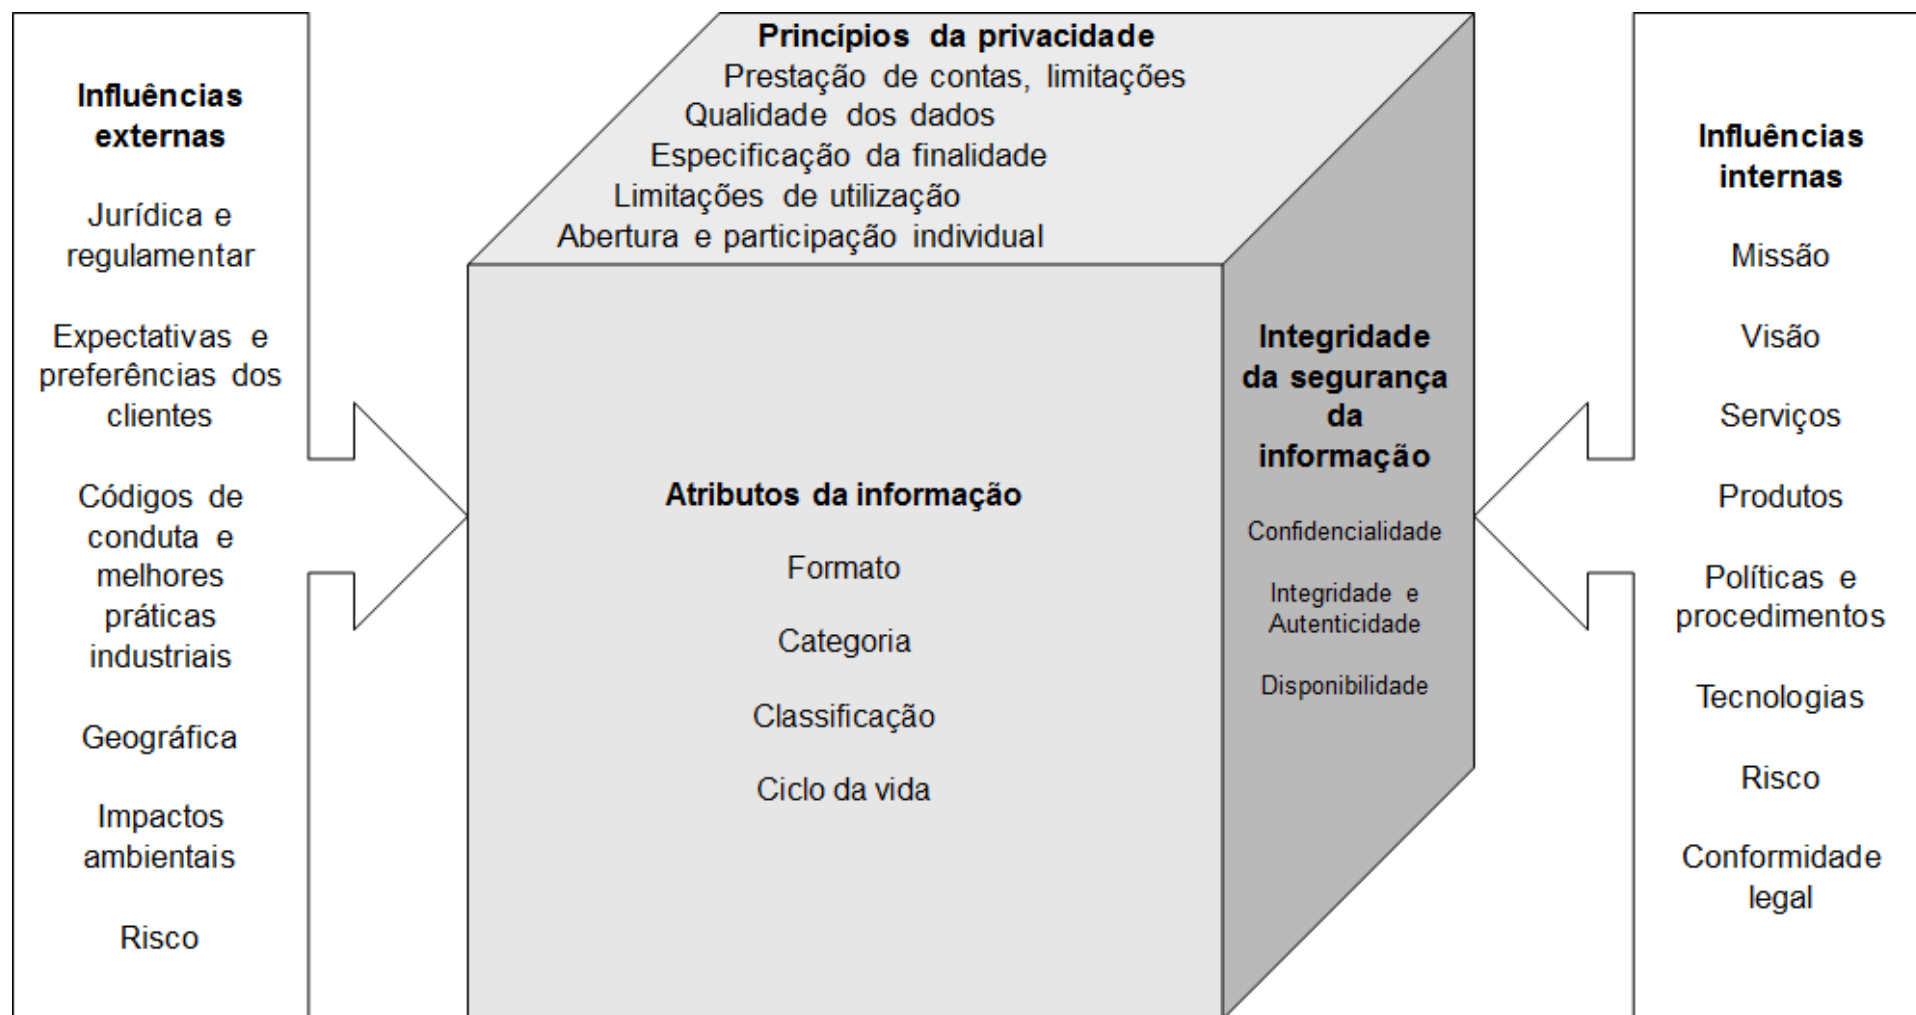 Influências
externas
Jurídica e
regulamentar
Expectativas e
preferências dos
clientes
Códigos de
conduta e
melhores
práticas
industriais
Geográfica
Impactos
ambientais
Risco
Princípios da privacidade
Prestação de contas, limitações
Qualidade dos dados
Especificação da finalidade
Limitações de utilização
Abertura e participação individual
Atributos da informação
Formato
Categoria
Classificação
Ciclo da vida
Integridade
da segurança
da
informação
Confidencialidade
Integridade e
Autenticidade
Disponibilidade
Influências
internas
Missão
Visão
Serviços
Produtos
Políticas e
procedimentos
Tecnologias
Risco
Conformidade
legal